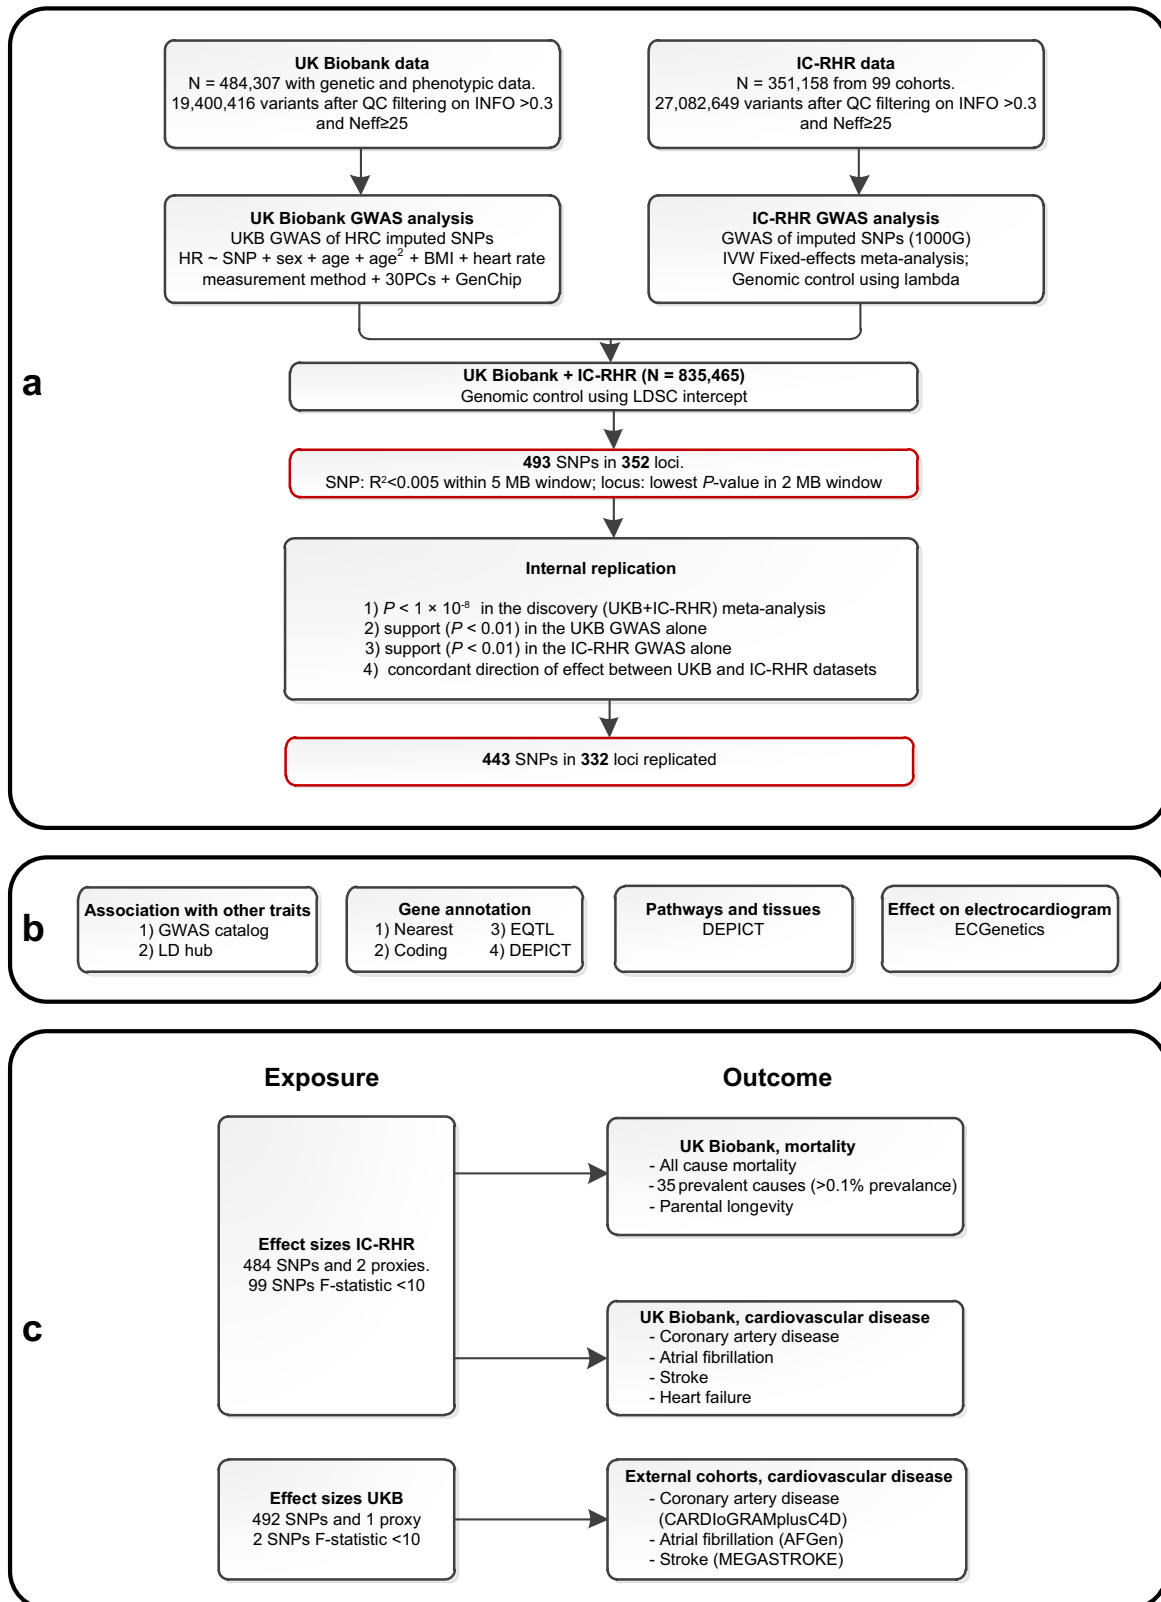 a
UK Biobank data
N = 484,307 with genetic and phenotypic data.
19,400,416 variants after QC filtering on INFO >0.3
and Neff≥25
IC-RHR data
N = 351,158 from 99 cohorts.
27,082,649 variants after QC filtering on INFO >0.3
and Neff≥25
UK Biobank GWAS analysis
UKB GWAS of HRC imputed SNPs
HR ~ SNP + sex + age + age² + BMI + heart rate
measurement method + 30PCs + GenChip
IC-RHR GWAS analysis
GWAS of imputed SNPs (1000G)
IVW Fixed-effects meta-analysis;
Genomic control using lambda
UK Biobank + IC-RHR (N = 835,465)
Genomic control using LDSC intercept
493 SNPs in 352 loci.
SNP: R²<0.005 within 5 MB window; locus: lowest P-value in 2 MB window
Internal replication
1) P < 1 × 10⁻⁸ in the discovery (UKB+IC-RHR) meta-analysis
2) support (P < 0.01) in the UKB GWAS alone
3) support (P < 0.01) in the IC-RHR GWAS alone
4) concordant direction of effect between UKB and IC-RHR datasets
443 SNPs in 332 loci replicated
b
Association with other traits
1) GWAS catalog
2) LD hub
Gene annotation
1) Nearest 3) EQTL
2) Coding 4) DEPICT
Pathways and tissues
DEPICT
Effect on electrocardiogram
ECGenetics
c
Exposure
Outcome
Effect sizes IC-RHR
484 SNPs and 2 proxies.
99 SNPs F-statistic <10
UK Biobank, mortality
- All cause mortality
- 35 prevalent causes (>0.1% prevalance)
- Parental longevity
UK Biobank, cardiovascular disease
- Coronary artery disease
- Atrial fibrillation
- Stroke
- Heart failure
Effect sizes UKB
492 SNPs and 1 proxy
2 SNPs F-statistic <10
External cohorts, cardiovascular disease
- Coronary artery disease
(CARDIoGRAMplusC4D)
- Atrial fibrillation (AFGen)
- Stroke (MEGASTROKE)